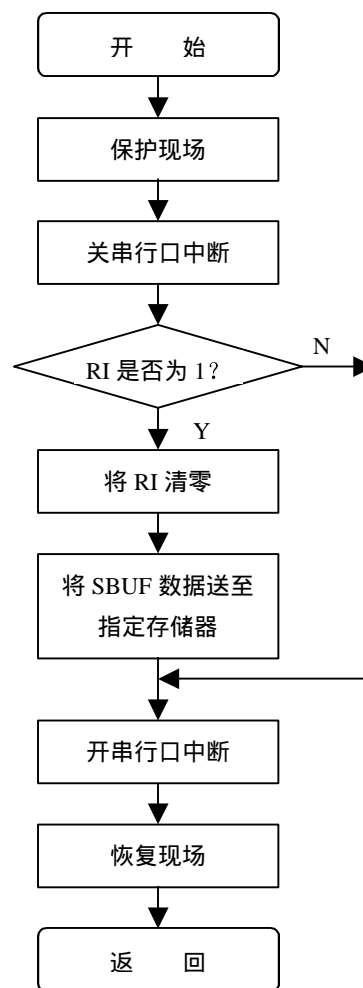 开 始
保护现场
关串行口中断
RI 是否为 1？
N
Y
将 RI 清零
将 SBUF 数据送至
指定存储器
开串行口中断
恢复现场
返 回